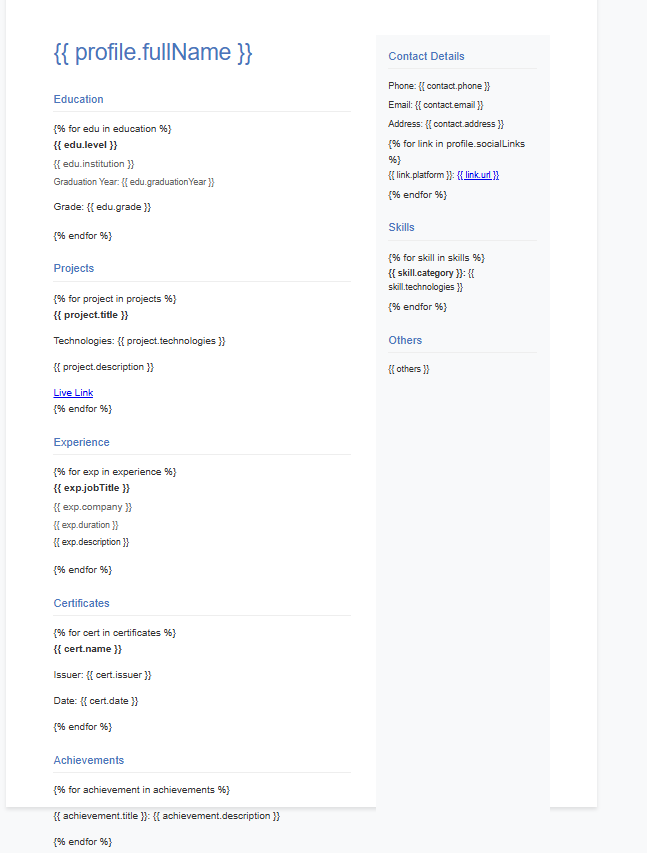 {{ profile.fullName }}
Education
{% for edu in education %}
{{ edu.level }}
{{ edu.institution }}
Graduation Year: {{ edu.graduationYear }}
Grade: {{ edu.grade }}
{% endfor %}
Projects
{% for project in projects %}
{{ project.title }}
Technologies: {{ project.technologies }}
{{ project.description }}
Live Link
{% endfor %}
Experience
{% for exp in experience %}
{{ exp.jobTitle }}
{{ exp.company }}
{{ exp.duration }}
{{ exp.description }}
{% endfor %}
Certificates
{% for cert in certificates %}
{{ cert.name }}
Issuer: {{ cert.issuer }}
Date: {{ cert.date }}
{% endfor %}
Achievements
{% for achievement in achievements %}
{{ achievement.title }}: {{ achievement.description }}
{% endfor %}
Contact Details
Phone: {{ contact.phone }}
Email: {{ contact.email }}
Address: {{ contact.address }}
{% for link in profile.socialLinks
%}
{{ link.platform }}: {{ link.url }}
{% endfor %}
Skills
{% for skill in skills %}
{{ skill.category }}: {{
skill.technologies }}
{% endfor %}
Others
{{ others }}